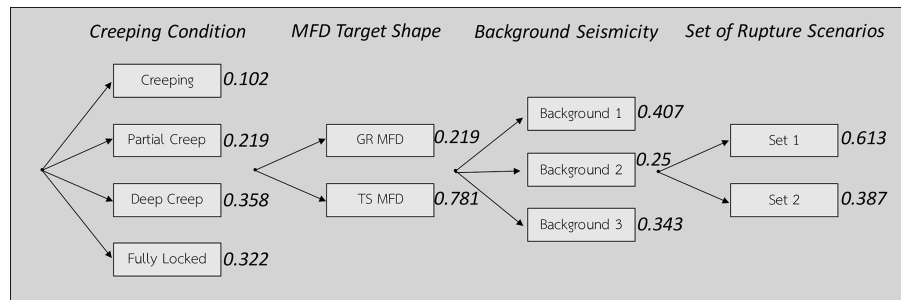 Creeping Condition
MFD Target Shape
Background Seismicity
Set of Rupture Scenarios
Creeping 0.102
Partial Creep 0.219
Deep Creep 0.358
Fully Locked 0.322
GR MFD 0.219
TS MFD 0.781
Background 1 0.407
Background 2 0.25
Background 3 0.343
Set 1 0.613
Set 2 0.387